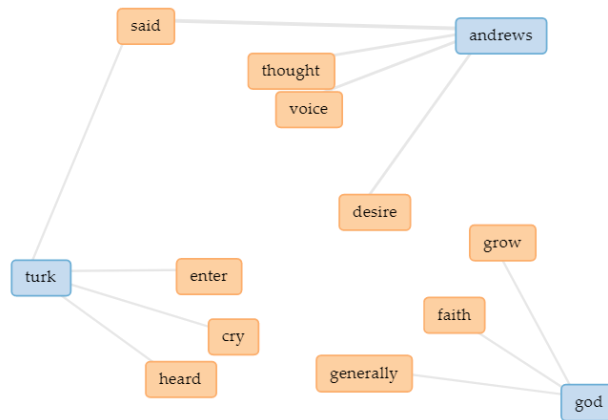 said
andrews
thought
voice
desire
grow
turk
enter
faith
cry
heard
generally
god